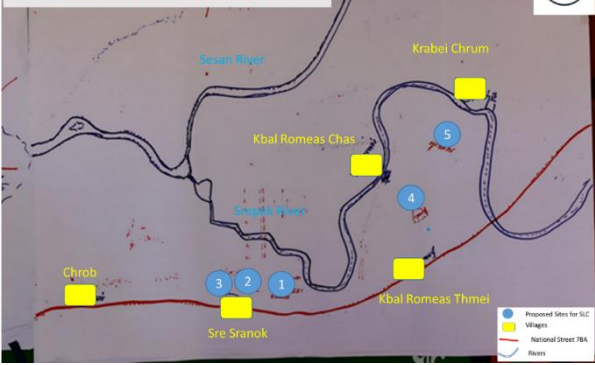 Krabei Chrum
Sesan River
5
Kbal Romeas Chas
4
Srepok River
Chrob
3
2
1
Kbal Romeas Thmei
Sre Sranok
Proposed Sites for SLC
Villages
National Street 78A
Rivers